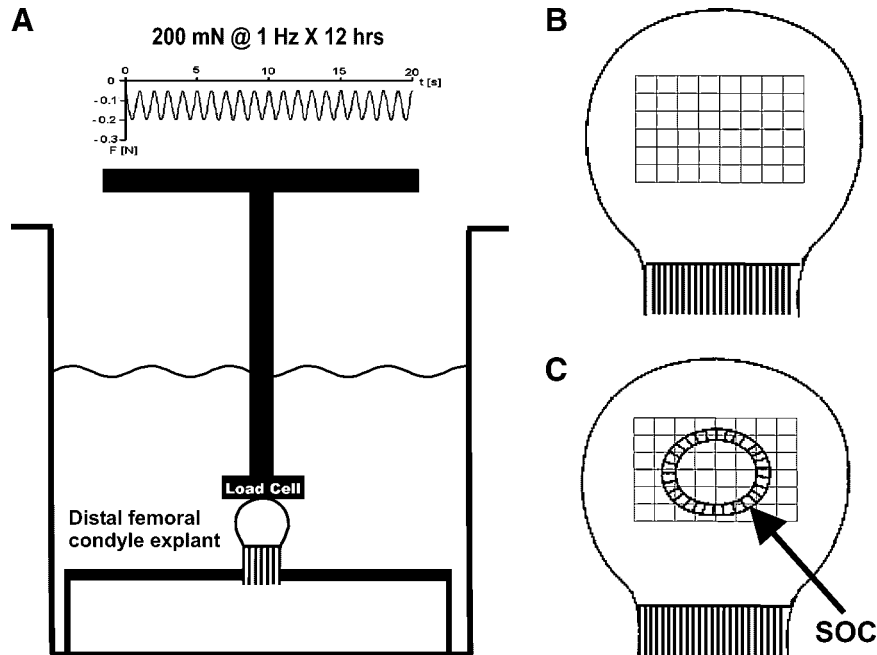 A
200 mN @ 1 Hz X 12 hrs
0 5 10 15 20
t [s]
0
-0.1
-0.2
-0.3
F [N]
Load Cell
Distal femoral
condyle explant
B
C
SOC